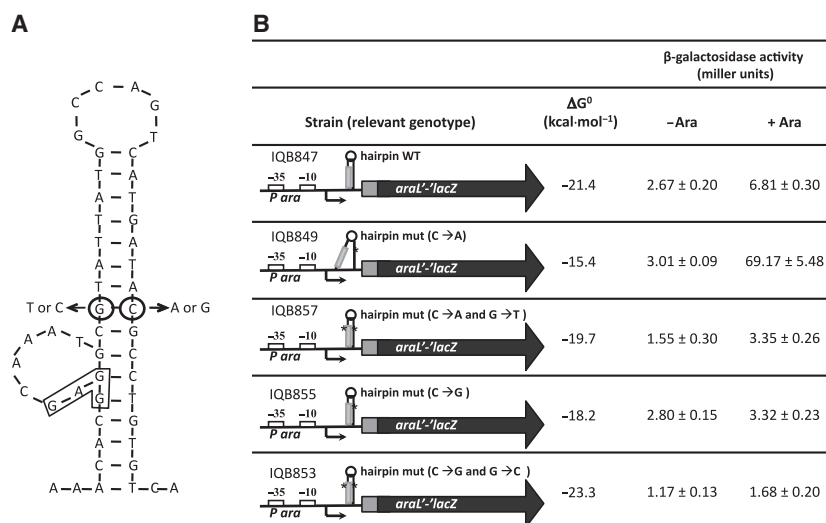 A
C C A
G G T
G C
T A
A T
T G
T A
A T
T A
T or C G C A or G
C G
A A A T G C
A G C
C G A G T
C G
A T
C G
A A A T C A
B
β-galosidase activity
(miller units)
Strain (relevant genotype)
ΔG⁰
(kcal·mol⁻¹)
−Ara
+ Ara
IQB847 hairpin WT
−35 −10
P ara araL'-'lacZ
−21.4 2.67 ± 0.20 6.81 ± 0.30
IQB849 hairpin mut (C →A)
−35 −10
P ara araL'-'lacZ
−15.4 3.01 ± 0.09 69.17 ± 5.48
IQB857 hairpin mut (C →A and G →T)
−35 −10
P ara araL'-'lacZ
−19.7 1.55 ± 0.30 3.35 ± 0.26
IQB855 hairpin mut (C →G )
−35 −10
P ara araL'-'lacZ
−18.2 2.80 ± 0.15 3.32 ± 0.23
IQB853 hairpin mut (C →G and G →C )
−35 −10
P ara araL'-'lacZ
−23.3 1.17 ± 0.13 1.68 ± 0.20